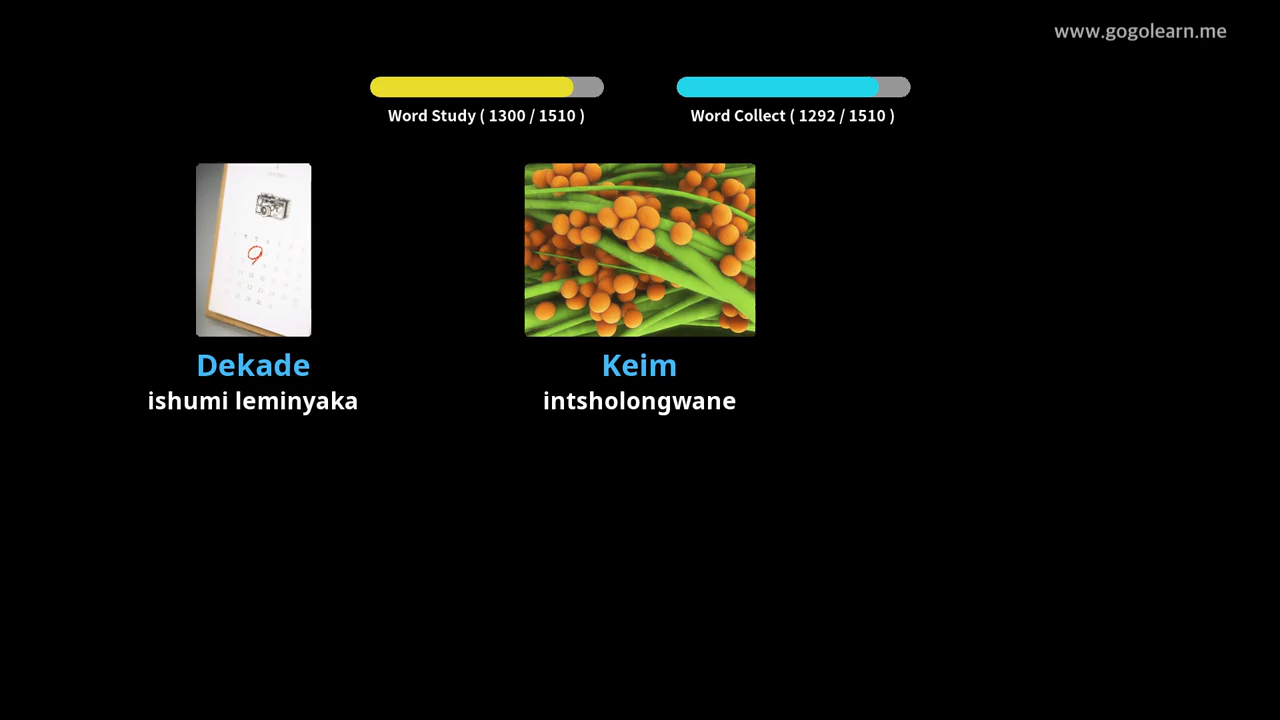 www.gogolearn.me
Word Study ( 1300 / 1510 )
Word Collect ( 1292 / 1510 )
Dekade
Keim
ishumi leminyaka
intsholongwane